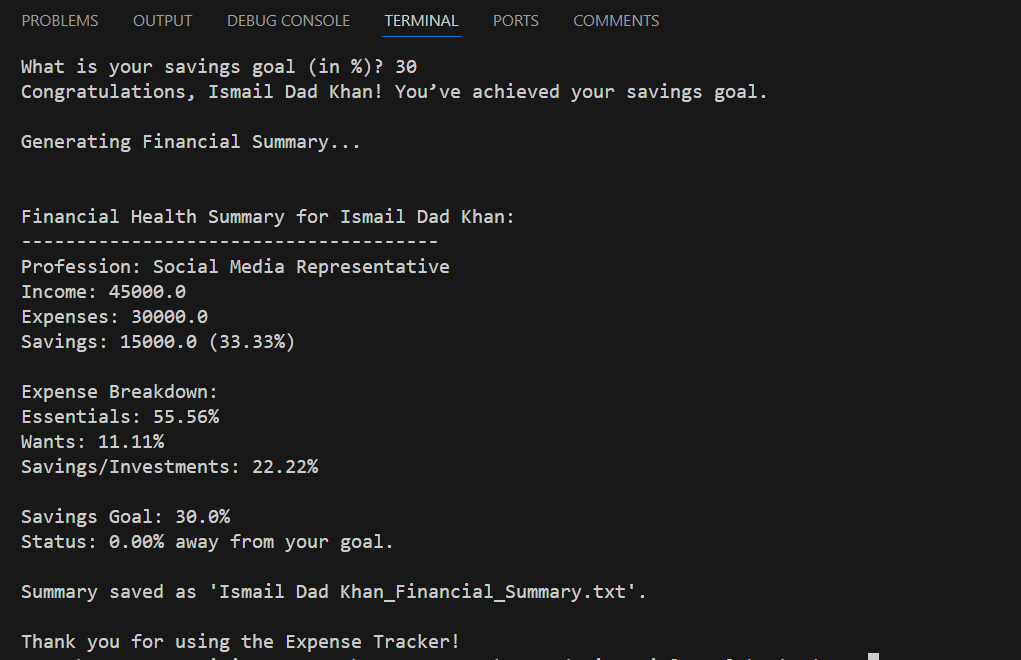 PROBLEMS OUTPUT DEBUG CONSOLE TERMINAL PORTS COMMENTS
What is your savings goal (in %)? 30
Congratulations, Ismail Dad Khan! You’ve achieved your savings goal.
Generating Financial Summary...
Financial Health Summary for Ismail Dad Khan:
--------------------------------------
Profession: Social Media Representative
Income: 45000.0
Expenses: 30000.0
Savings: 15000.0 (33.33%)
Expense Breakdown:
Essentials: 55.56%
Wants: 11.11%
Savings/Investments: 22.22%
Savings Goal: 30.0%
Status: 0.00% away from your goal.
Summary saved as 'Ismail Dad Khan_Financial_Summary.txt'.
Thank you for using the Expense Tracker!